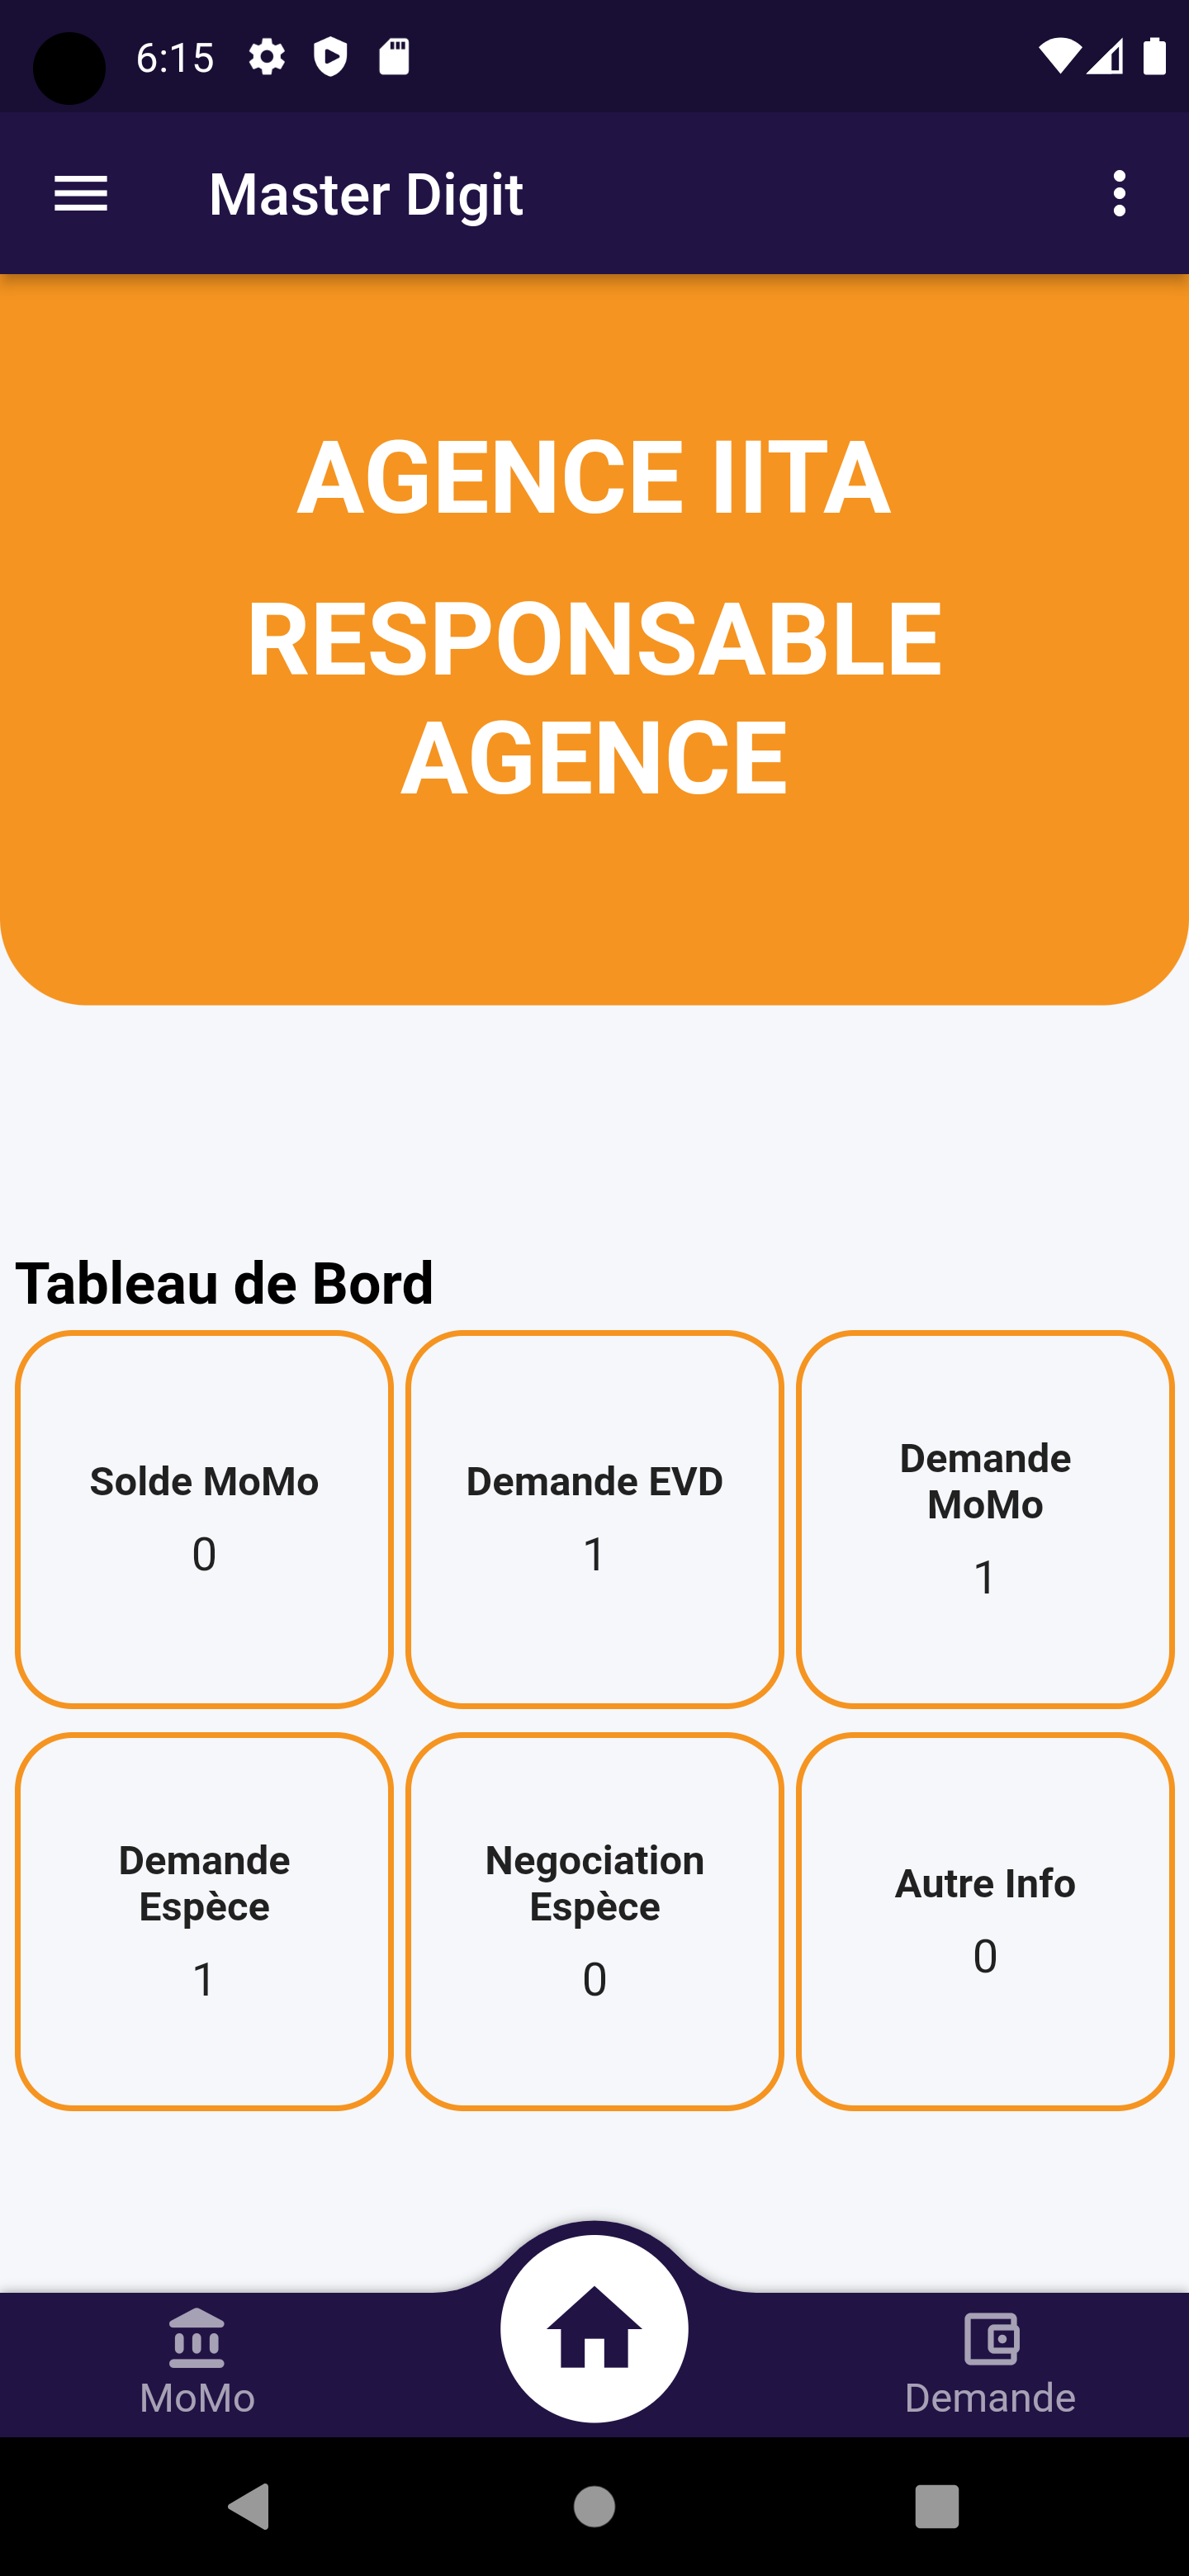 6:15
Master Digit
AGENCE IITA
RESPONSABLE
AGENCE
Tableau de Bord
Solde MoMo
0
Demande EVD
1
Demande
MoMo
1
Demande
Espèce
1
Negociation
Espèce
0
Autre Info
0
MoMo
Demande